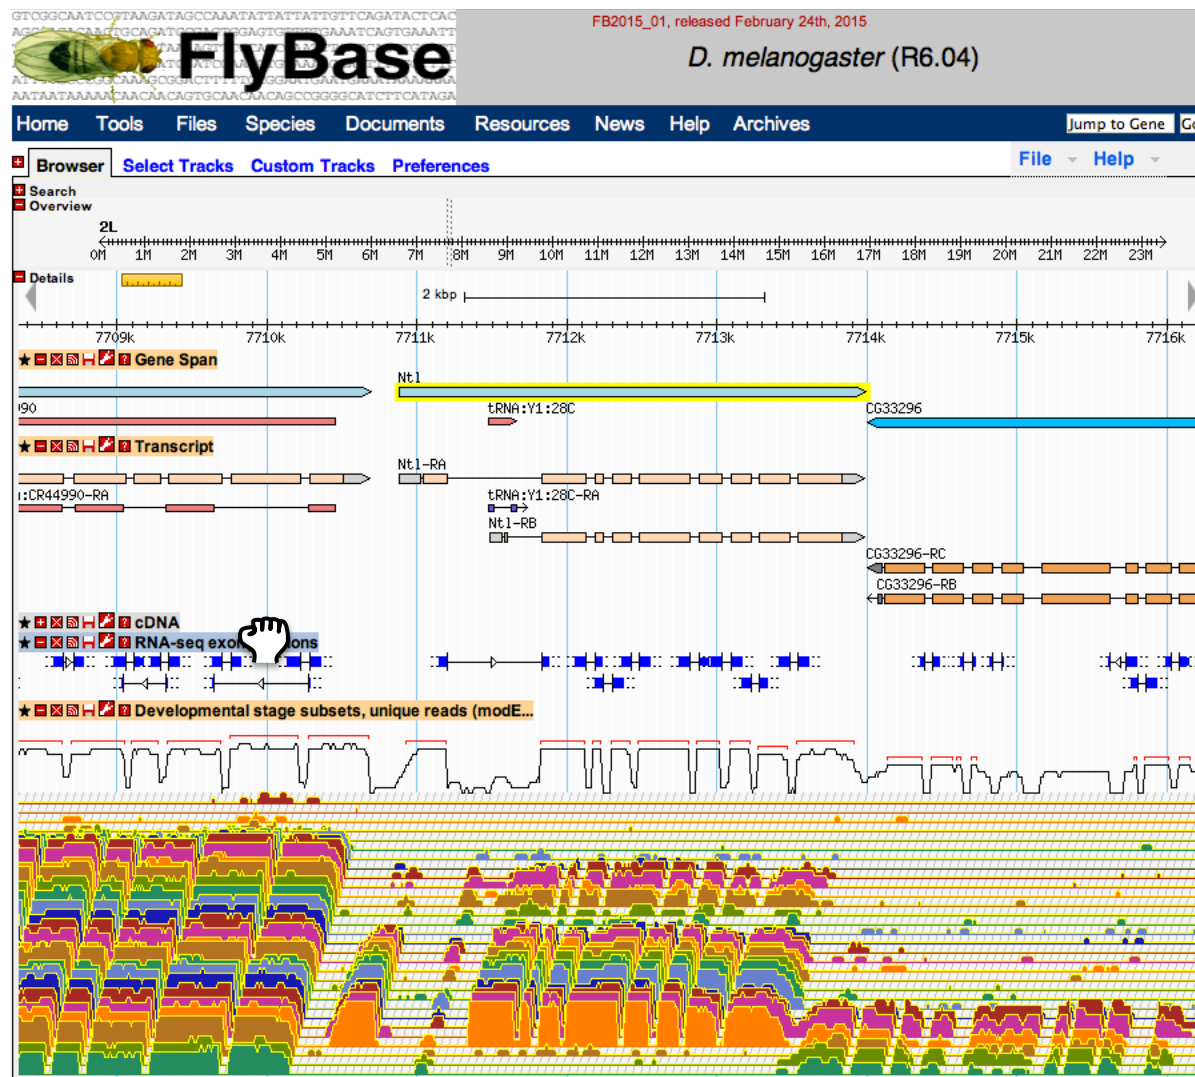 FB2015_01, released February 24th, 2015
FlyBase
D. melanogaster (R6.04)
Home Tools Files Species Documents Resources News Help Archives Jump to Gene
Browser Select Tracks Custom Tracks Preferences File Help
Search
Overview
2L
0M 1M 2M 3M 4M 5M 6M 7M 8M 9M 10M 11M 12M 13M 14M 15M 16M 17M 18M 19M 20M 21M 22M 23M
Details
2 kbp
7709k 7710k 7711k 7712k 7713k 7714k 7715k 7716k
Gene Span
Ntl
tRNA:Y1:28C CG33296
Transcript
Ntl-RA
:CR44990-RA tRNA:Y1:28C-RA
Ntl-RB
CG33296-RC
CG33296-RB
cDNA
RNA-seq
Developmental stage subsets, unique reads (modE...